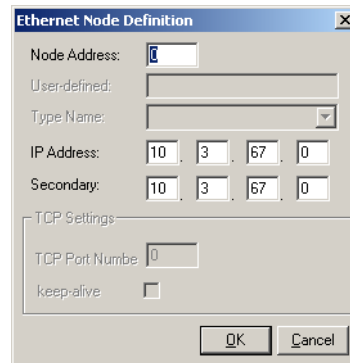 Ethernet Node Definition
Node Address: 0
User-defined:
Type Name:
IP Address: 10 . 3 . 67 . 0
Secondary: 10 . 3 . 67 . 0
TCP Settings
TCP Port Numbe 0
keep-alive
OK Cancel